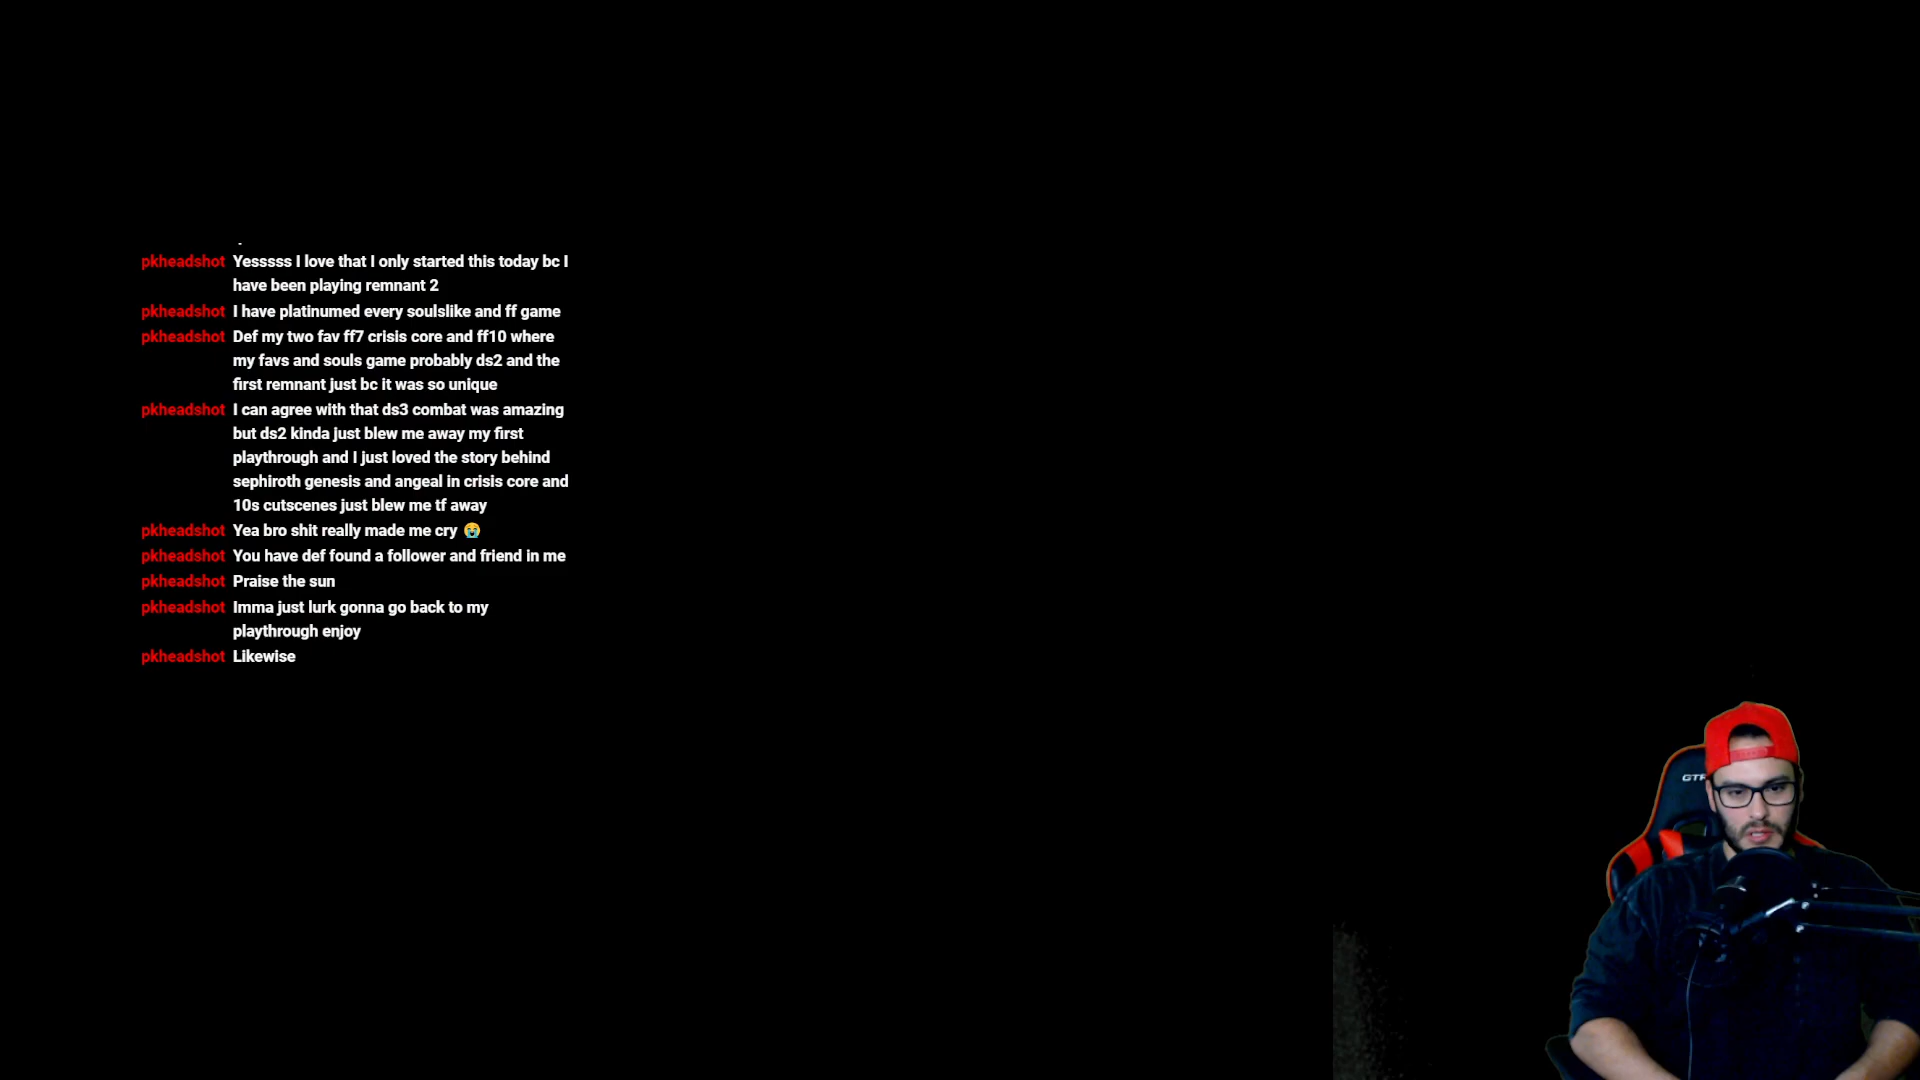 pkheadshot Yesssss I love that I only started this today bc I
have been playing remnant 2
pkheadshot I have platinumed every soulslike and ff game
pkheadshot Def my two fav ff7 crisis core and ff10 where
my favs and souls game probably ds2 and the
first remnant just bc it was so unique
pkheadshot I can agree with that ds3 combat was amazing
but ds2 kinda just blew me away my first
playthrough and I just loved the story behind
sephiroth genesis and angeal in crisis core and
10s cutscenes just blew me tf away
pkheadshot Yea bro shit really made me cry 😭
pkheadshot You have def found a follower and friend in me
pkheadshot Praise the sun
pkheadshot Imma just lurk gonna go back to my
playthrough enjoy
pkheadshot Likewise